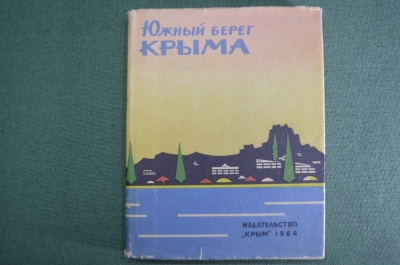 Южный берег
Крыма
Издательство
„Крым" 1964